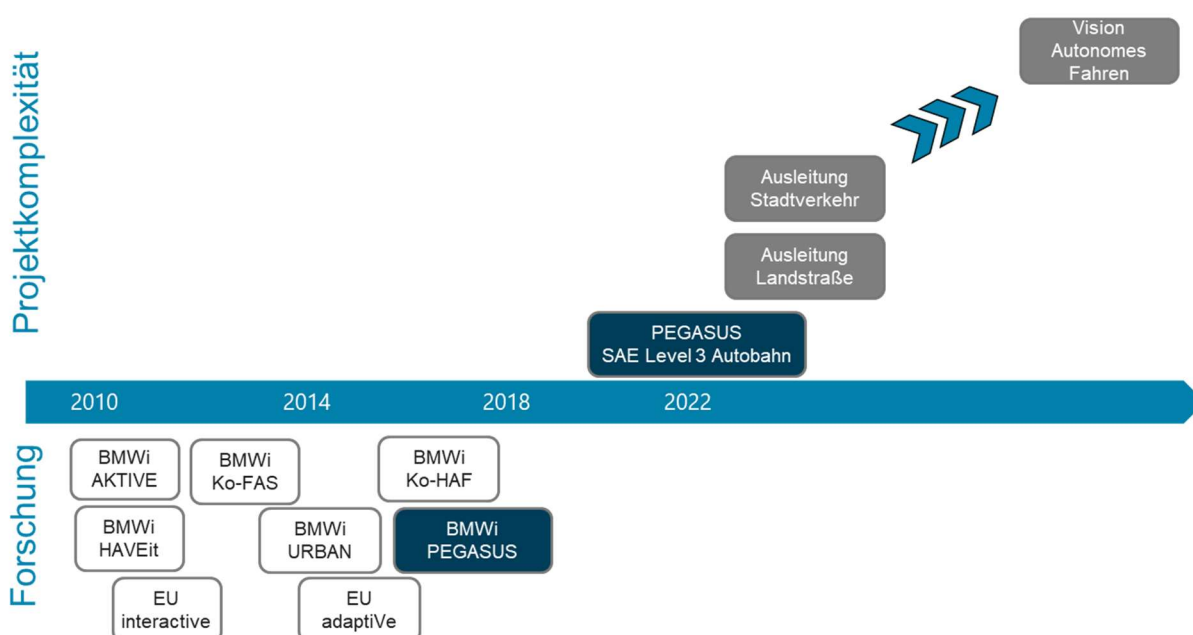 Projektkomplexität
Vision
Autonomes
Fahren
Ausleitung
Stadtverkehr
Ausleitung
Landstraße
PEGASUS
SAE Level 3 Autobahn
2010 2014 2018 2022
Forschung
BMWi
AKTIVE
BMWi
Ko-FAS
BMWi
Ko-HAF
BMWi
HAVEit
BMWi
URBAN
BMWi
PEGASUS
EU
interactive
EU
adaptiVe